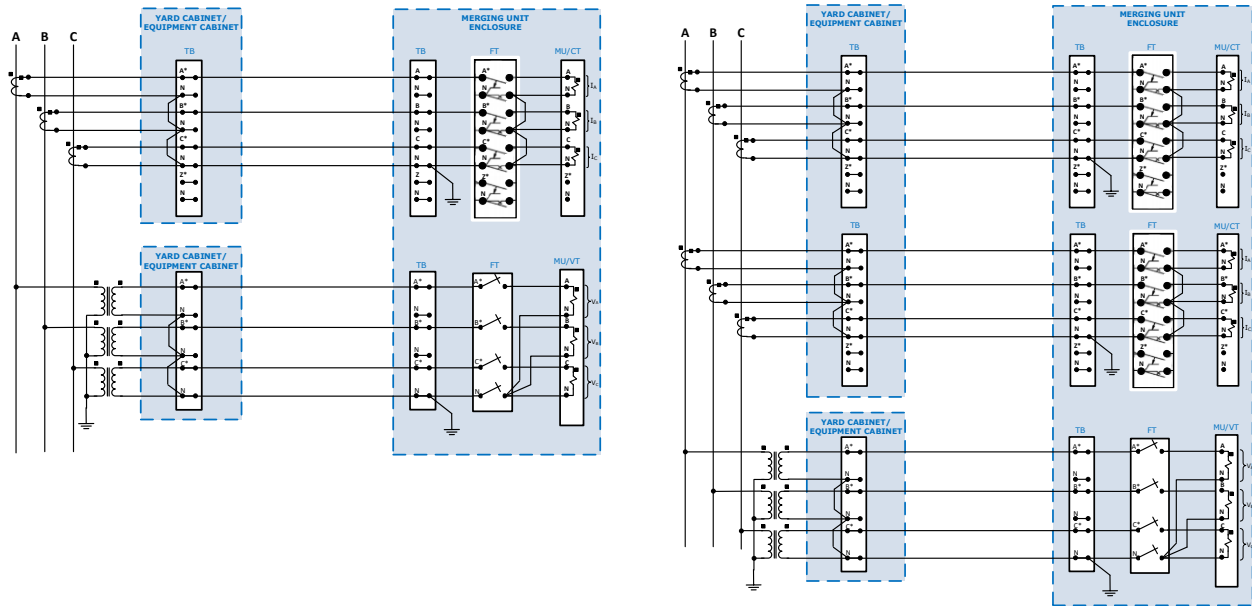 YARD CABINET/
EQUIPMENT CABINET
MERGING UNIT
ENCLOSURE
A B C
TB
TB
FT
MU/CT
A*
N
B*
N
C*
N
Z*
N
A*
N
B
N
C
N
Z
N
A*
N
B*
N
C*
N
Z*
N
A
N
B
N
C
N
Z*
N
IA
IB
IC
YARD CABINET/
EQUIPMENT CABINET
TB
FT
MU/VT
A*
N
B*
N
C*
N
A*
N
B*
N
C*
N
A*
B*
C*
N
A
N
B
N
C
N
VA
VB
VC
YARD CABINET/
EQUIPMENT CABINET
MERGING UNIT
ENCLOSURE
A B C
TB
TB
FT
MU/CT
A*
N
B*
N
C*
N
Z*
N
A*
N
B*
N
C*
N
Z*
N
A*
N
B*
N
C*
N
Z*
N
A
N
B
N
C
N
Z*
N
IA
IB
IC
TB
TB
FT
MU/CT
A*
N
B*
N
C*
N
Z*
N
A*
N
B*
N
C*
N
Z*
N
A*
N
B*
N
C*
N
Z*
N
A
N
B
N
C
N
Z*
N
IA
IB
IC
YARD CABINET/
EQUIPMENT CABINET
TB
FT
MU/VT
A*
N
B*
N
C*
N
A*
N
B*
N
C*
N
A*
B*
C*
N
A
N
B
N
C
N